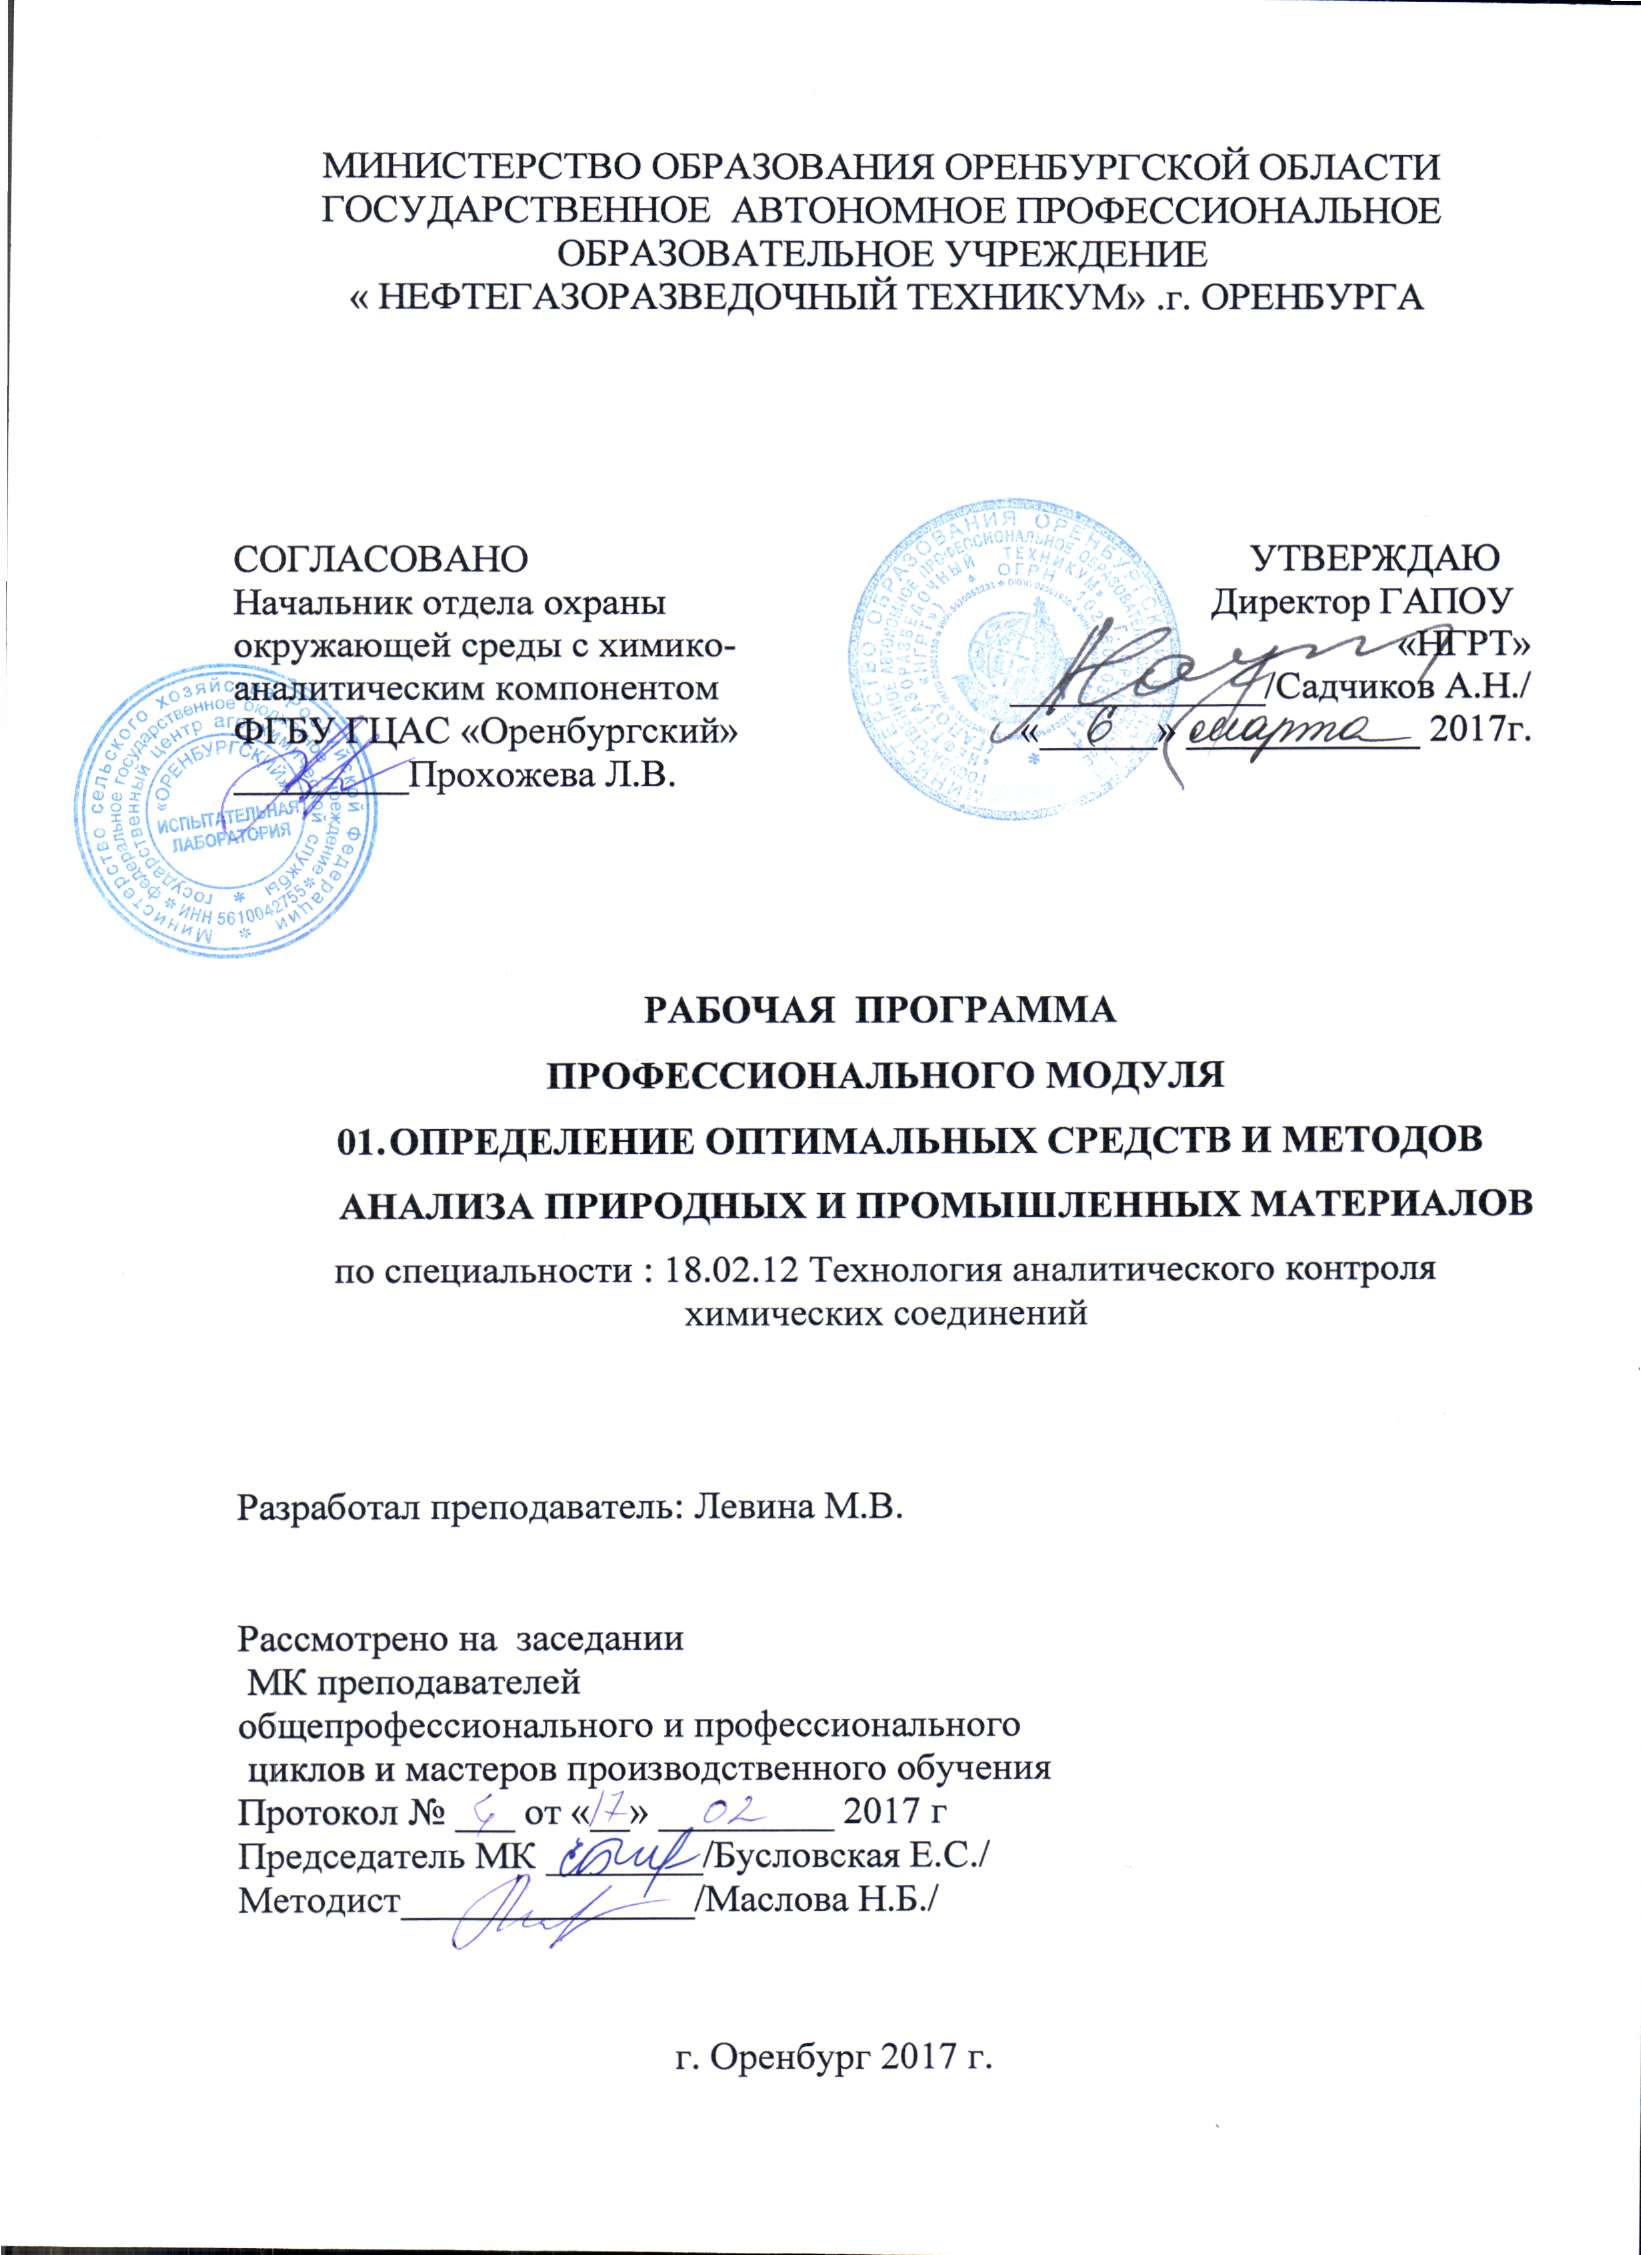 МИНИСТЕРСТВО ОБРАЗОВАНИЯ ОРЕНБУРГСКОЙ ОБЛАСТИ
ГОСУДАРСТВЕННОЕ АВТОНОМНОЕ ПРОФЕССИОНАЛЬНОЕ
ОБРАЗОВАТЕЛЬНОЕ УЧРЕЖДЕНИЕ
« НЕФТЕГАЗОРАЗВЕДОЧНЫЙ ТЕХНИКУМ» .г. ОРЕНБУРГА
СОГЛАСОВАНО
Начальник отдела охраны
окружающей среды с химико-
аналитическим компонентом
ФГБУ ГЦАС «Оренбургский»
__________Прохожева Л.В.
«ОРЕНБУРГСКИЙ»
ИСПЫТАТЕЛЬНАЯ
ЛАБОРАТОРИЯ
ИНН 5610042755
УТВЕРЖДАЮ
Директор ГАПОУ
«НГРТ»
/Садчиков А.Н./
« 6 » марта 2017г.
РАБОЧАЯ ПРОГРАММА
ПРОФЕССИОНАЛЬНОГО МОДУЛЯ
01.ОПРЕДЕЛЕНИЕ ОПТИМАЛЬНЫХ СРЕДСТВ И МЕТОДОВ
АНАЛИЗА ПРИРОДНЫХ И ПРОМЫШЛЕННЫХ МАТЕРИАЛОВ
по специальности : 18.02.12 Технология аналитического контроля
химических соединений
Разработал преподаватель: Левина М.В.
Рассмотрено на заседании
МК преподавателей
общепрофессионального и профессионального
циклов и мастеров производственного обучения
Протокол № от «17» 02 2017 г
Председатель МК /Бусловская Е.С./
Методист /Маслова Н.Б./
г. Оренбург 2017 г.